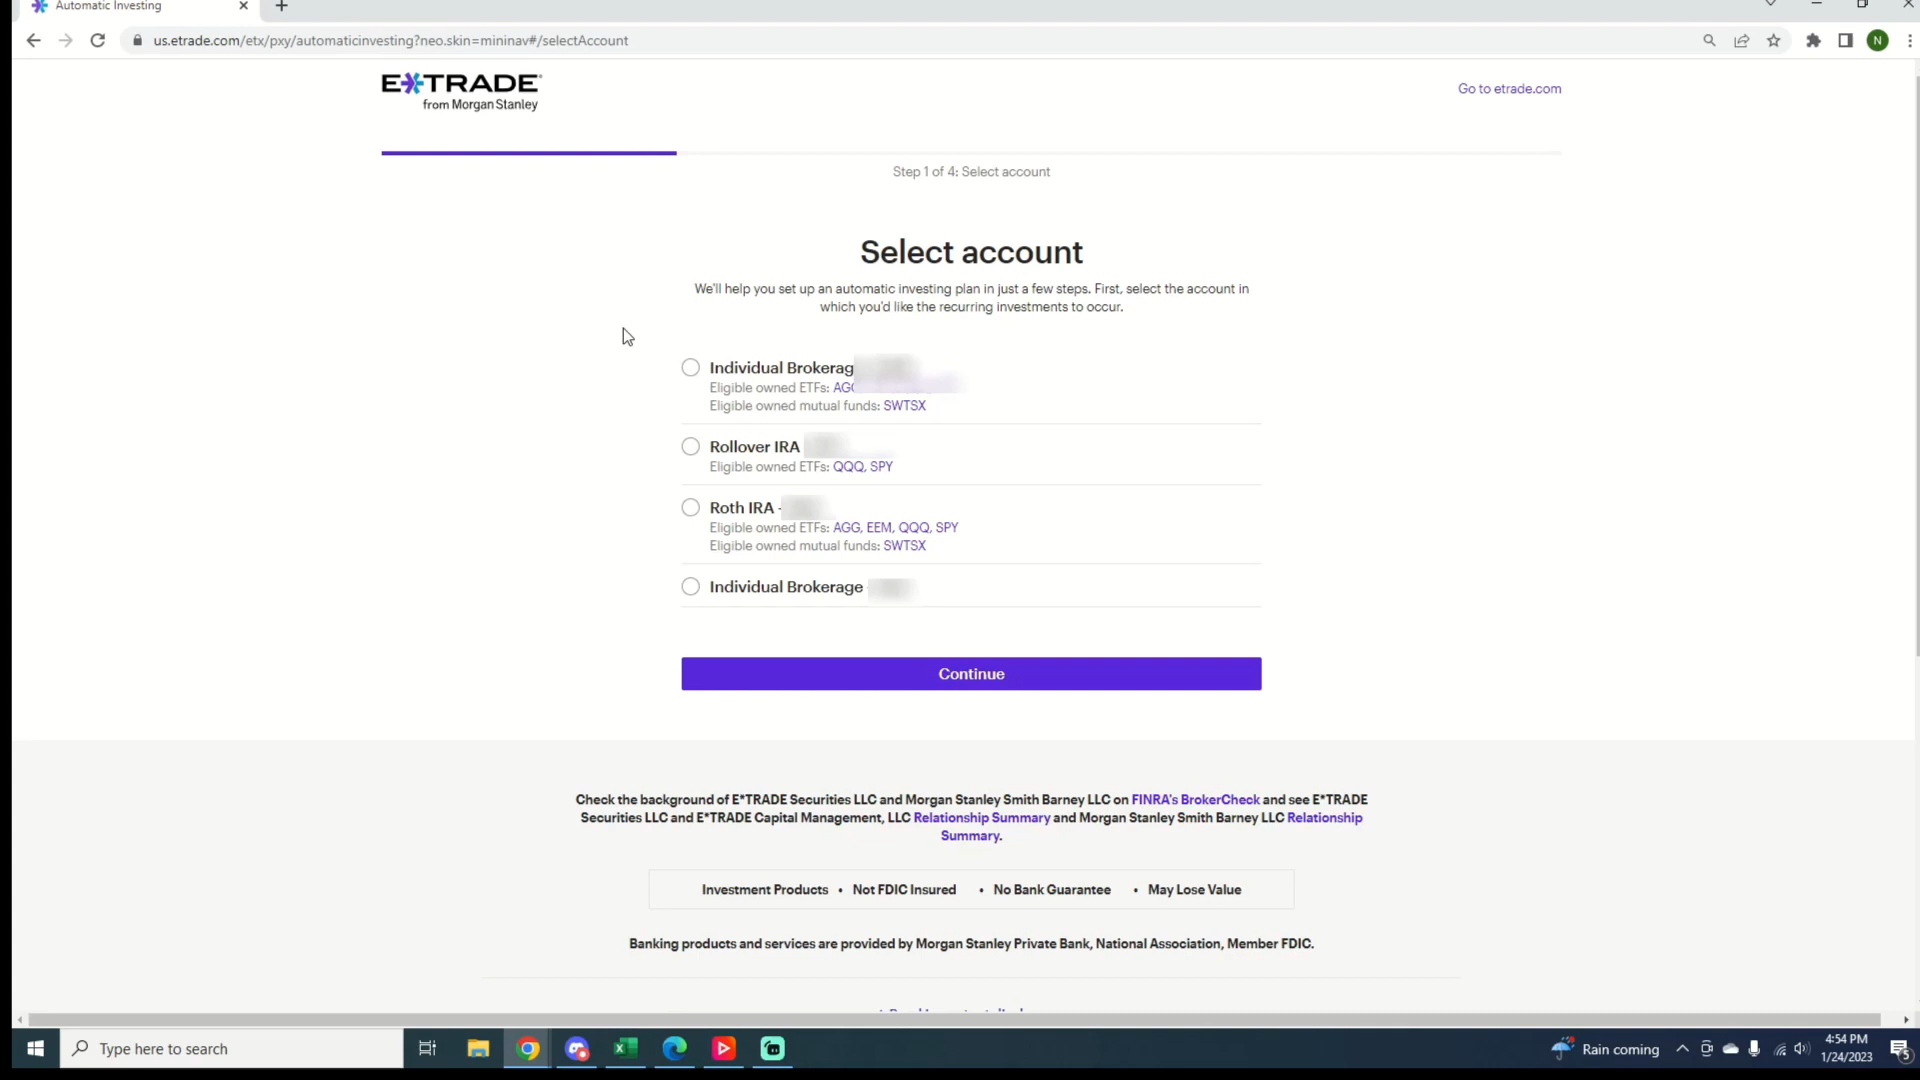 Automatic Investing
us.etrade.com/etx/pxy/automaticinvesting?neo.skin=mininav#/selectAccount
N
E*TRADE
from Morgan Stanley
Go to etrade.com
Step 1 of 4: Select account
Select account
We'll help you set up an automatic investing plan in just a few steps. First, select the account in
which you'd like the recurring investments to occur.
Individual Brokerag
Eligible owned ETFs: AGG
Eligible owned mutual funds: SWTSX
Rollover IRA
Eligible owned ETFs: QQQ, SPY
Roth IRA -
Eligible owned ETFs: AGG, EEM, QQQ, SPY
Eligible owned mutual funds: SWTSX
Individual Brokerage
Continue
Check the background of E*TRADE Securities LLC and Morgan Stanley Smith Barney LLC on FINRA's BrokerCheck and see E*TRADE
Securities LLC and E*TRADE Capital Management, LLC Relationship Summary and Morgan Stanley Smith Barney LLC Relationship
Summary.
Investment Products • Not FDIC Insured • No Bank Guarantee • May Lose Value
Banking products and services are provided by Morgan Stanley Private Bank, National Association, Member FDIC.
Type here to search
Rain coming
4:54 PM
1/24/2023
5